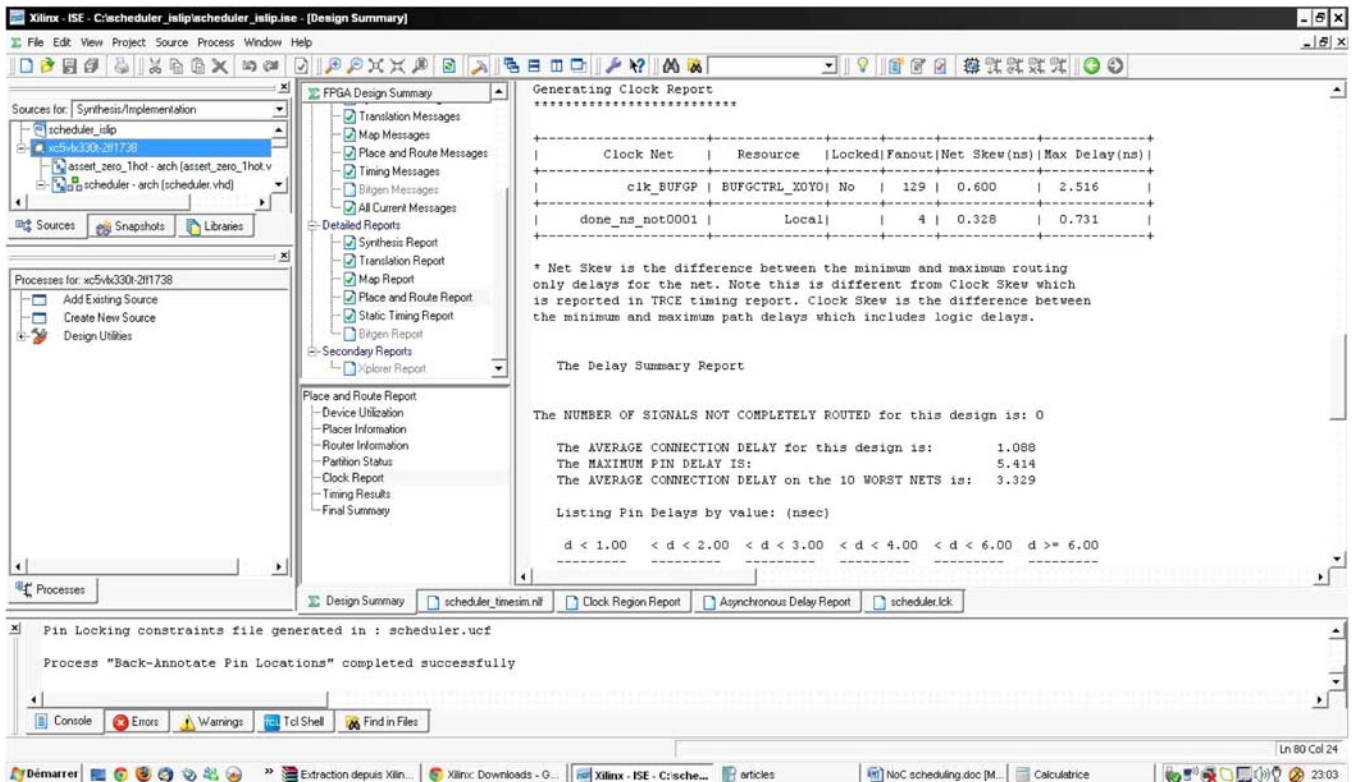 Xilinx - ISE - C:\scheduler_islip\scheduler_islip.ise - [Design Summary]
File Edit View Project Source Process Window Help
Sources for: Synthesis/Implementation
scheduler_islip
xc5vlx330t-2ff1738
assert_zero_1hot - arch (assert_zero_1hot.v
scheduler - arch (scheduler.vhd)
Sources Snapshots Libraries
Processes for: xc5vlx330t-2ff1738
Add Existing Source
Create New Source
Design Utilities
Processes
FPGA Design Summary
Translation Messages
Map Messages
Place and Route Messages
Timing Messages
Bitgen Messages
All Current Messages
Detailed Reports
Synthesis Report
Translation Report
Map Report
Place and Route Report
Static Timing Report
Bitgen Report
Secondary Reports
Xplorer Report
Place and Route Report
Device Utilization
Placer Information
Router Information
Partition Status
Clock Report
Timing Results
Final Summary
Generating Clock Report
**************************
+---------------------+--------------+------+------+------------+-------------+
| Clock Net | Resource |Locked|Fanout|Net Skew(ns)|Max Delay(ns)|
+---------------------+--------------+------+------+------------+-------------+
| clk_BUFGP | BUFGCTRL_X0Y0| No | 129 | 0.600 | 2.516 |
+---------------------+--------------+------+------+------------+-------------+
| done_ns_not0001 | Local| | 4 | 0.328 | 0.731 |
+---------------------+--------------+------+------+------------+-------------+
* Net Skew is the difference between the minimum and maximum routing
only delays for the net. Note this is different from Clock Skew which
is reported in TRCE timing report. Clock Skew is the difference between
the minimum and maximum path delays which includes logic delays.
The Delay Summary Report
The NUMBER OF SIGNALS NOT COMPLETELY ROUTED for this design is: 0
The AVERAGE CONNECTION DELAY for this design is: 1.088
The MAXIMUM PIN DELAY IS: 5.414
The AVERAGE CONNECTION DELAY on the 10 WORST NETS is: 3.329
Listing Pin Delays by value: (nsec)
d < 1.00 < d < 2.00 < d < 3.00 < d < 4.00 < d < 6.00 d >= 6.00
--------- --------- --------- --------- --------- ---------
Design Summary scheduler_timesim.nlf Clock Region Report Asynchronous Delay Report scheduler.lck
Pin Locking constraints file generated in : scheduler.ucf
Process "Back-Annotate Pin Locations" completed successfully
Console Errors Warnings Tcl Shell Find in Files
Ln 80 Col 24
Démarrer » Extraction depuis Xilin... Xilinx: Downloads - G... Xilinx - ISE - C:\sche... articles NoC scheduling.doc [M... Calculatrice 23:03